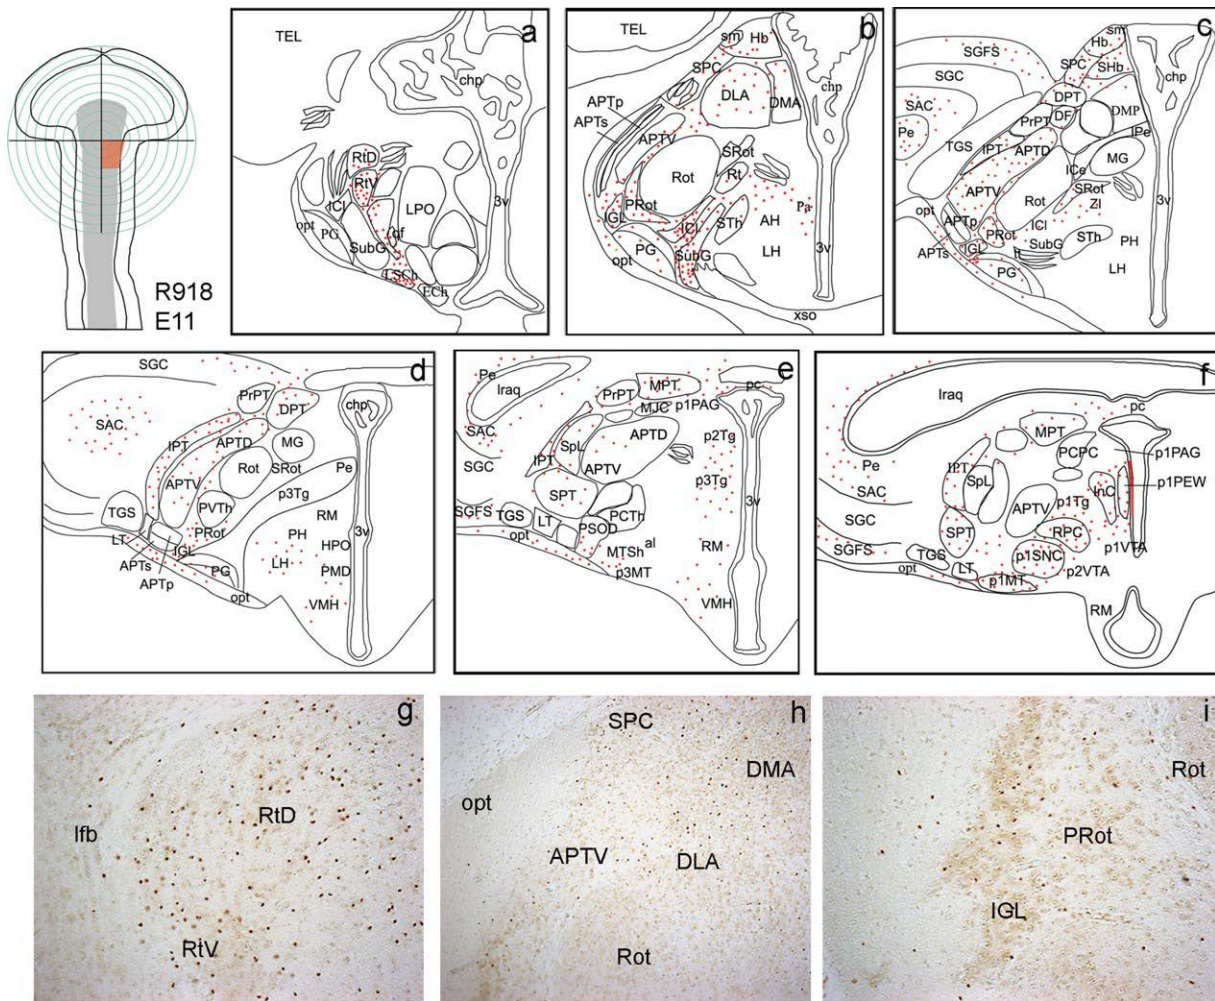 R918
E11
a
TEL
chp
RtD
RtV
ICl
LPO
3v
opt
PG
qf
SubG
LSCh
ECh
b
TEL
sm
Hb
SPC
chp
APTp
DLA
DMA
APTs
APTV
SRot
Rot
Rt
IGL
PRot
Pa
ICl
STh
AH
PG
SubG
LH
3v
opt
xso
c
sm
SGFS
Hb
SPC
SHb
chp
SGC
DPT
SAC
DF
DMP
PrPT
Pe
IPe
TGS
IPT
APTD
MG
ICe
APTV
SRot
Rot
ZI
opt
3v
APTp
PRot
ICl
STh
IGL
SubG
PH
APTs
tt
PG
LH
d
SGC
PrPT
DPT
chp
SAC
IPT
APTD
MG
Rot
SRot
Pe
APTV
p3Tg
TGS
PVTh
RM
3v
LT
PRof
PH
HPO
IGL
APTs
LH
PMD
PG
APTp
opt
VMH
e
Pe
Iraq
MPT
pc
PrPT
MJC
p1PAG
SAC
APTD
p2Tg
SGC
SpL
IPT
APTV
p3Tg
SPT
3v
SGFS
PCTh
TGS
LT
PSOD
opt
al
MTSh
RM
p3MT
VMH
f
Iraq
pc
MPT
PCPC
p1PAG
Pe
IPT
SpL
p1PEW
InC
SAC
p1Tg
APTV
SGC
SPT
RPC
p1VTA
SGFS
p1SNC
TGS
p2VTA
opt
LT
p1MT
RM
g
RtD
lfb
RtV
h
SPC
DMA
opt
APTV
DLA
Rot
i
Rot
PRot
IGL